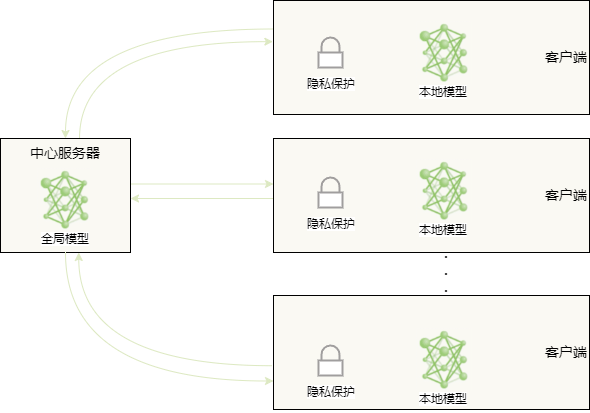 隐私保护
本地模型
客户端
中心服务器
全局模型
隐私保护
本地模型
客户端
隐私保护
本地模型
客户端